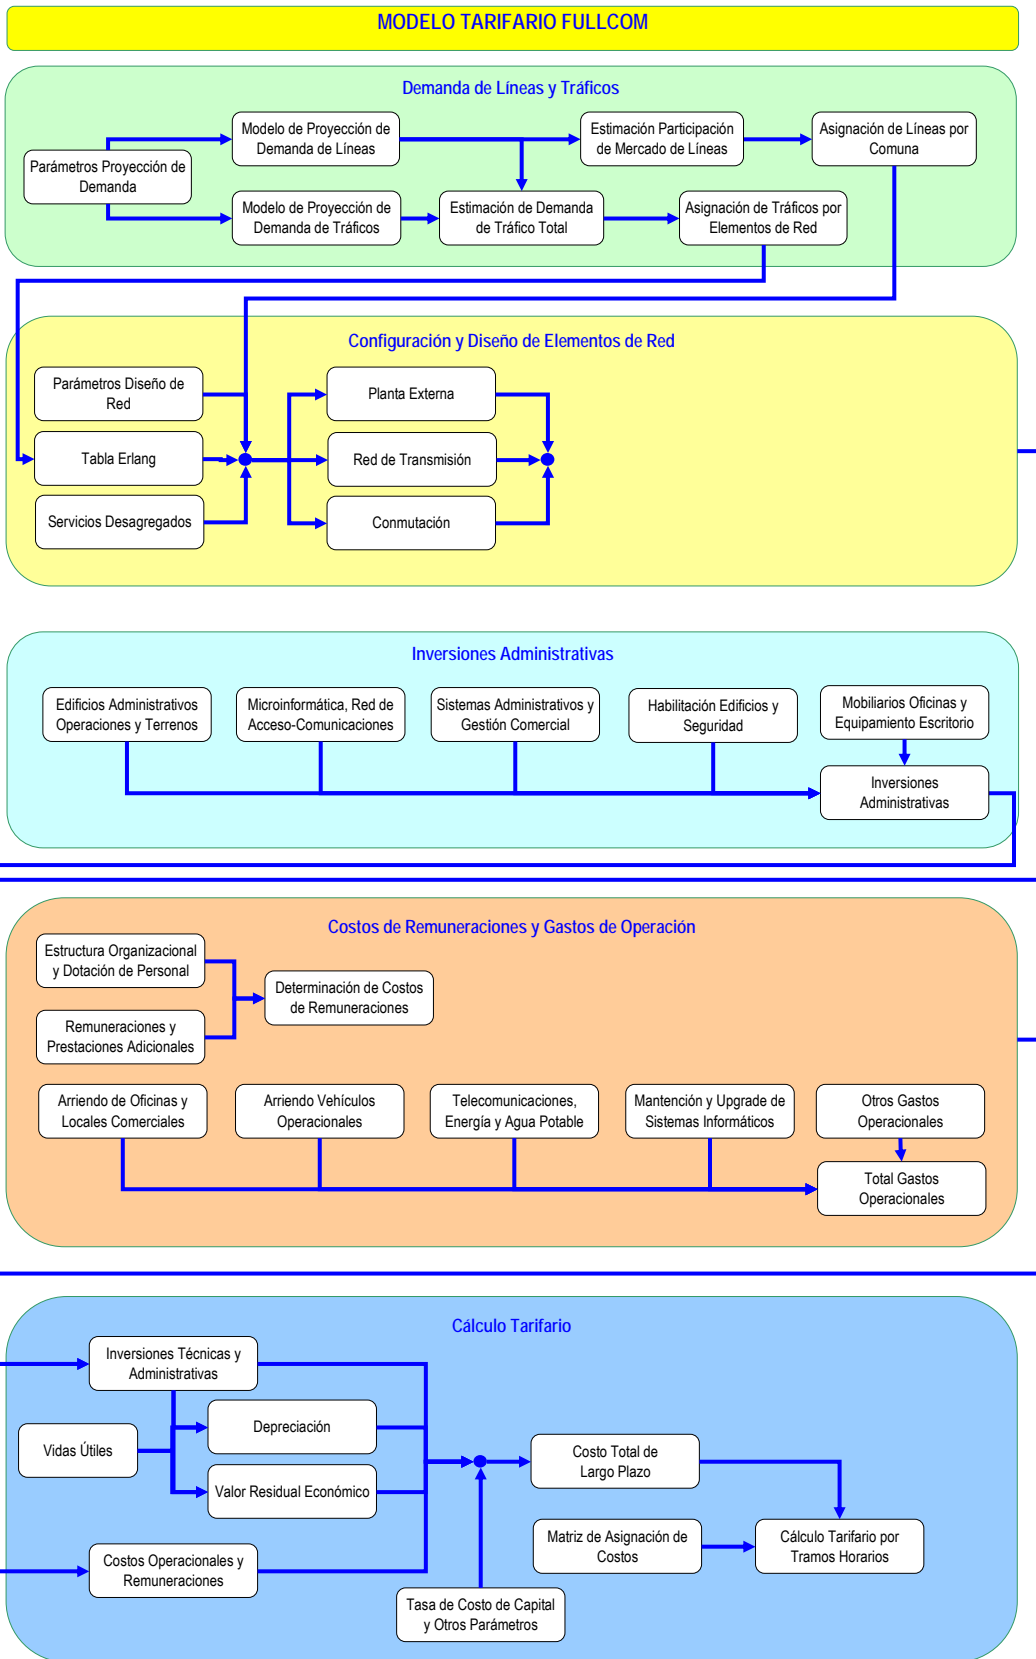 MODELO TARIFARIO FULLCOM
Demanda de Líneas y Tráficos
Parámetros Proyección de
Demanda
Modelo de Proyección de
Demanda de Líneas
Estimación Participación
de Mercado de Líneas
Asignación de Líneas por
Comuna
Modelo de Proyección de
Demanda de Tráficos
Estimación de Demanda
de Tráfico Total
Asignación de Tráficos por
Elementos de Red
Configuración y Diseño de Elementos de Red
Parámetros Diseño de
Red
Tabla Erlang
Servicios Desagregados
Planta Externa
Red de Transmisión
Conmutación
Inversiones Administrativas
Edificios Administrativos
Operaciones y Terrenos
Microinformática, Red de
Acceso-Comunicaciones
Sistemas Administrativos y
Gestión Comercial
Habilitación Edificios y
Seguridad
Mobiliarios Oficinas y
Equipamiento Escritorio
Inversiones
Administrativas
Costos de Remuneraciones y Gastos de Operación
Estructura Organizacional
y Dotación de Personal
Remuneraciones y
Prestaciones Adicionales
Determinación de Costos
de Remuneraciones
Arriendo de Oficinas y
Locales Comerciales
Arriendo Vehículos
Operacionales
Telecomunicaciones,
Energía y Agua Potable
Mantención y Upgrade de
Sistemas Informáticos
Otros Gastos
Operacionales
Total Gastos
Operacionales
Cálculo Tarifario
Inversiones Técnicas y
Administrativas
Vidas Útiles
Depreciación
Valor Residual Económico
Costos Operacionales y
Remuneraciones
Costo Total de
Largo Plazo
Matriz de Asignación de
Costos
Cálculo Tarifario por
Tramos Horarios
Tasa de Costo de Capital
y Otros Parámetros